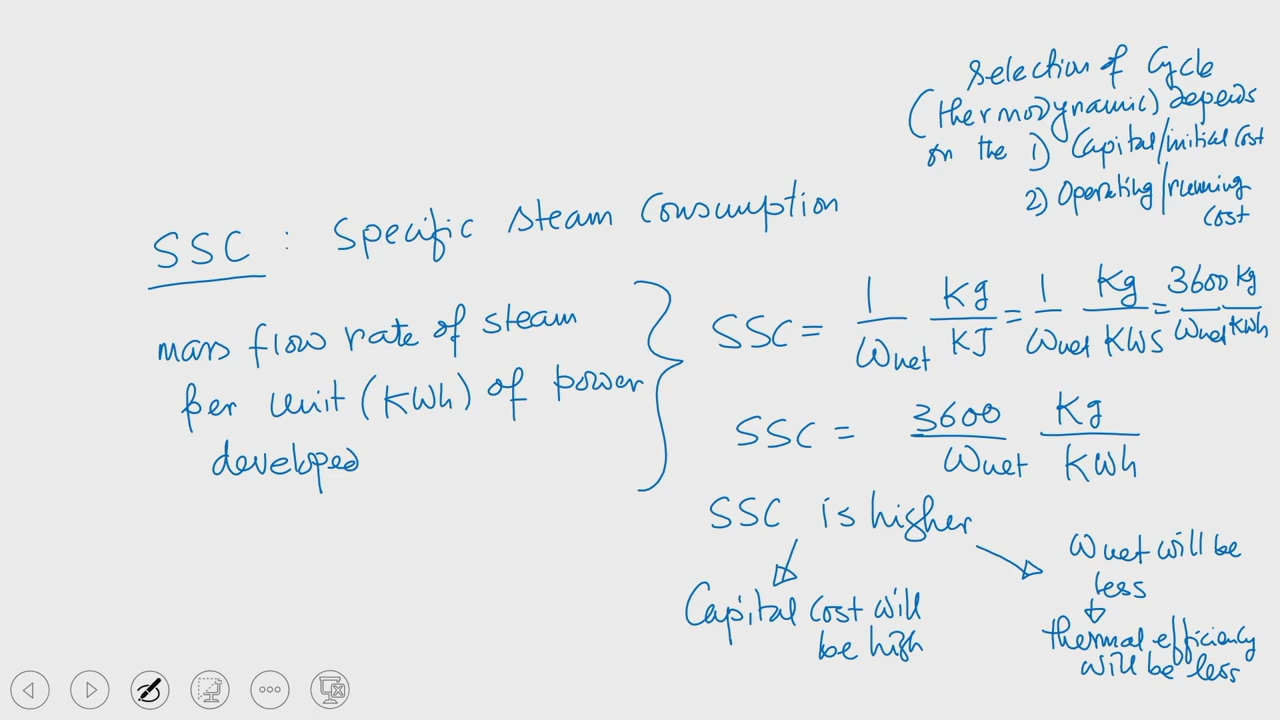 Selection of Cycle
(thermodynamic) depends
on the 1) Capital/initial Cost
2) Operating/running
cost
SSC : Specific steam Consumption
mass flow rate of steam
per unit (KWh) of power
developed
SSC = 1/Wnet Kg/KJ = 1/Wnet Kg/KWS = 3600/Wnet Kg/KWh
SSC = 3600/Wnet Kg/KWh
SSC is higher
Capital cost will
be high
Wnet will be
less
thermal efficiency
will be less